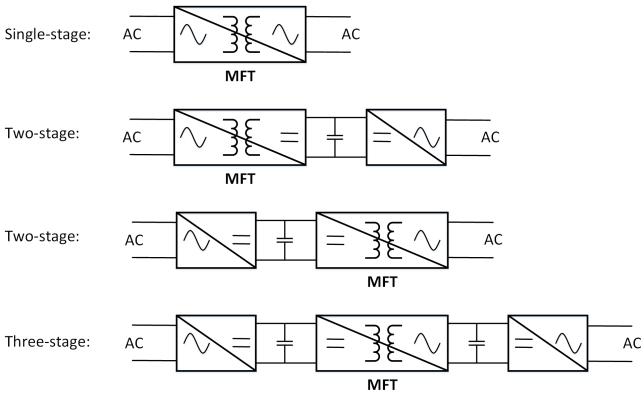 Single-stage: AC AC
MFT
Two-stage: AC AC
MFT
Two-stage: AC AC
MFT
Three-stage: AC AC
MFT